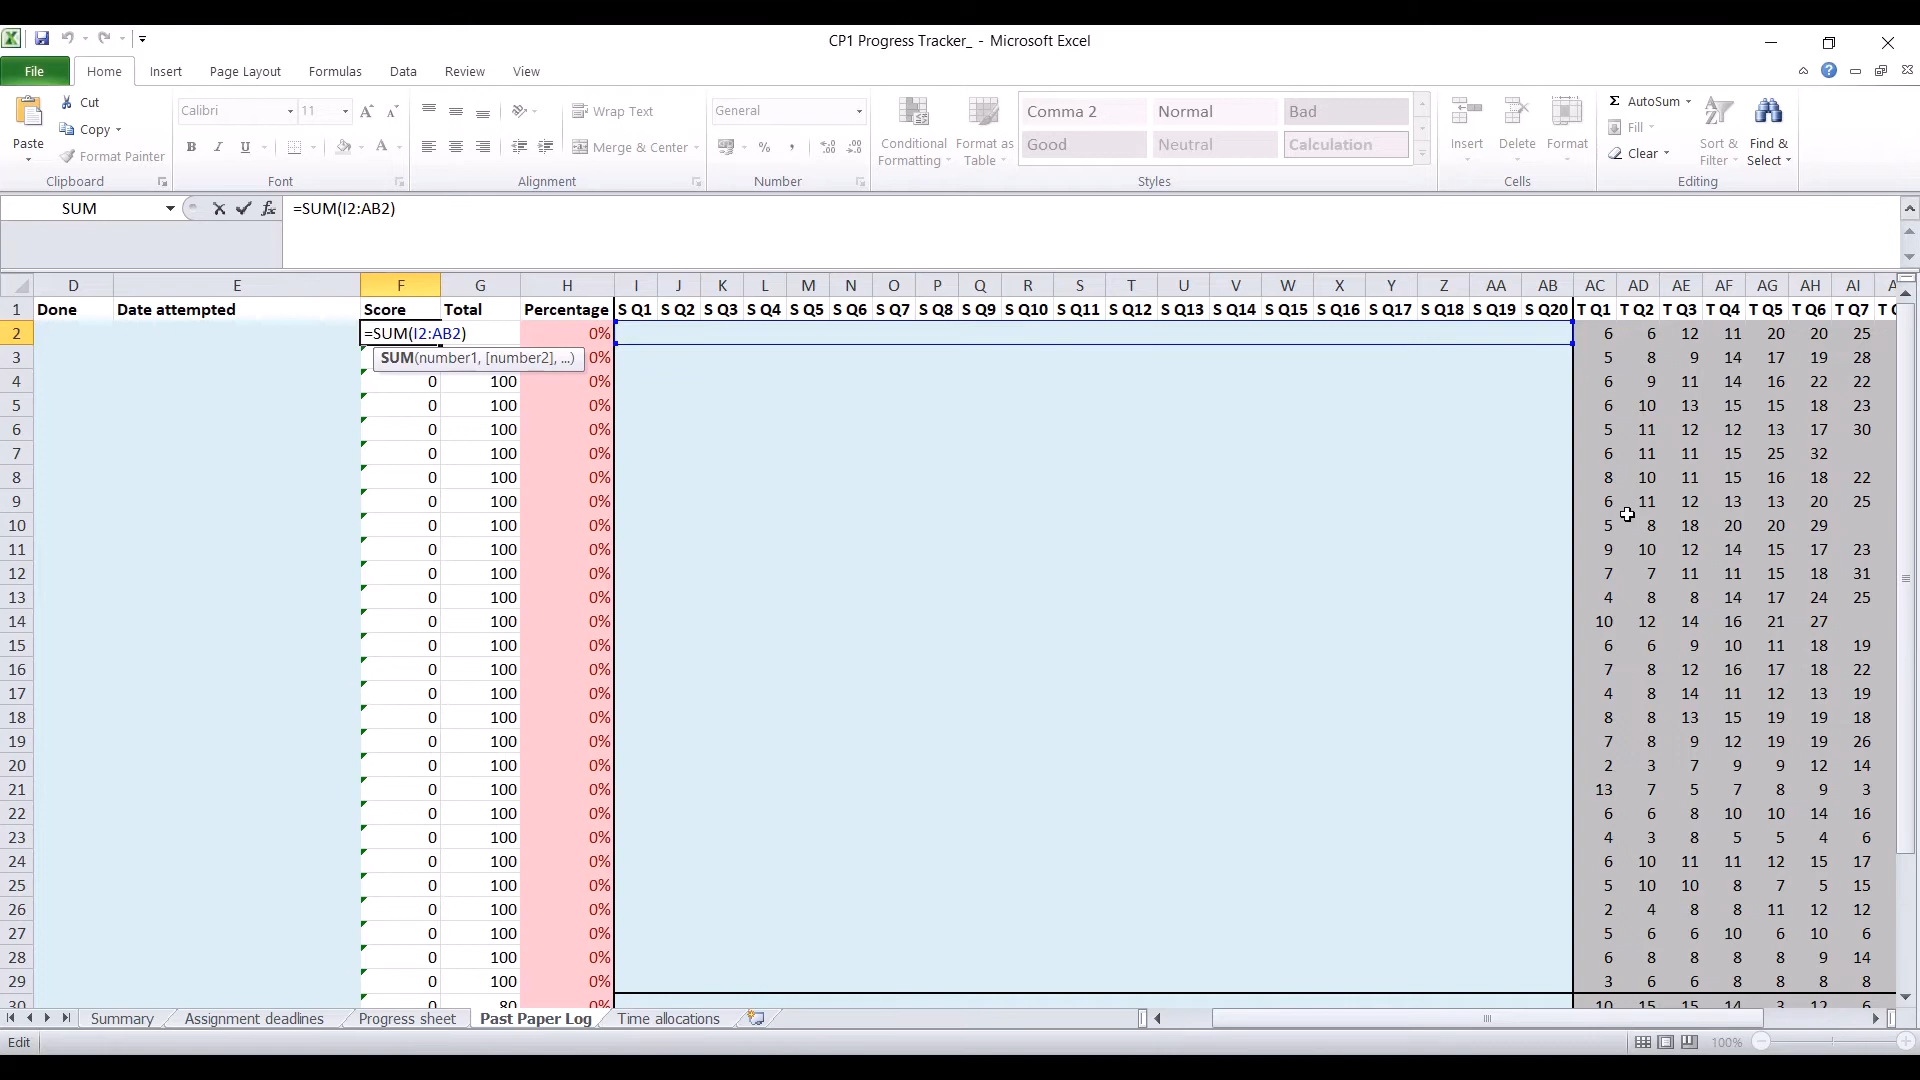 CP1 Progress Tracker_ - Microsoft Excel
File Home Insert Page Layout Formulas Data Review View
Paste
Cut
Copy
Format Painter
Clipboard
Calibri 11
B I U A
Font
Wrap Text
Merge & Center
Alignment
General
% ,
Number
Conditional Formatting
Format as Table
Comma 2 Normal Bad
Good Neutral Calculation
Styles
Insert Delete Format
Cells
Σ AutoSum
Fill
Clear
Sort & Filter
Find & Select
Editing
SUM fx =SUM(I2:AB2)
D E F G H I J K L M N O P Q R S T U V W X Y Z AA AB AC AD AE AF AG AH AI
1 Done Date attempted Score Total Percentage S Q1 S Q2 S Q3 S Q4 S Q5 S Q6 S Q7 S Q8 S Q9 S Q10 S Q11 S Q12 S Q13 S Q14 S Q15 S Q16 S Q17 S Q18 S Q19 S Q20 T Q1 T Q2 T Q3 T Q4 T Q5 T Q6 T Q7
2 =SUM(I2:AB2) 0% 6 6 12 11 20 20 25
3 SUM(number1, [number2], ...) 0% 5 8 9 14 17 19 28
4 0 100 0% 6 9 11 14 16 22 22
5 0 100 0% 6 10 13 15 15 18 23
6 0 100 0% 5 11 12 12 13 17 30
7 0 100 0% 6 11 11 15 25 32
8 0 100 0% 8 10 11 15 16 18 22
9 0 100 0% 6 11 12 13 13 20 25
10 0 100 0% 5 8 18 20 20 29
11 0 100 0% 9 10 12 14 15 17 23
12 0 100 0% 7 7 11 11 15 18 31
13 0 100 0% 4 8 8 14 17 24 25
14 0 100 0% 10 12 14 16 21 27
15 0 100 0% 6 6 9 10 11 18 19
16 0 100 0% 7 8 12 16 17 18 22
17 0 100 0% 4 8 14 11 12 13 19
18 0 100 0% 8 8 13 15 19 19 18
19 0 100 0% 7 8 9 12 19 19 26
20 0 100 0% 2 3 7 9 9 12 14
21 0 100 0% 13 7 5 7 8 9 3
22 0 100 0% 6 6 8 10 10 14 16
23 0 100 0% 4 3 8 5 5 4 6
24 0 100 0% 6 10 11 11 12 15 17
25 0 100 0% 5 10 10 8 7 5 15
26 0 100 0% 2 4 8 8 11 12 12
27 0 100 0% 5 6 6 10 6 10 6
28 0 100 0% 6 8 8 8 8 9 14
29 0 100 0% 3 6 6 8 8 8 8
30 0 80 0% 10 15 15 14 3 12 6
Summary Assignment deadlines Progress sheet Past Paper Log Time allocations
Edit 100%